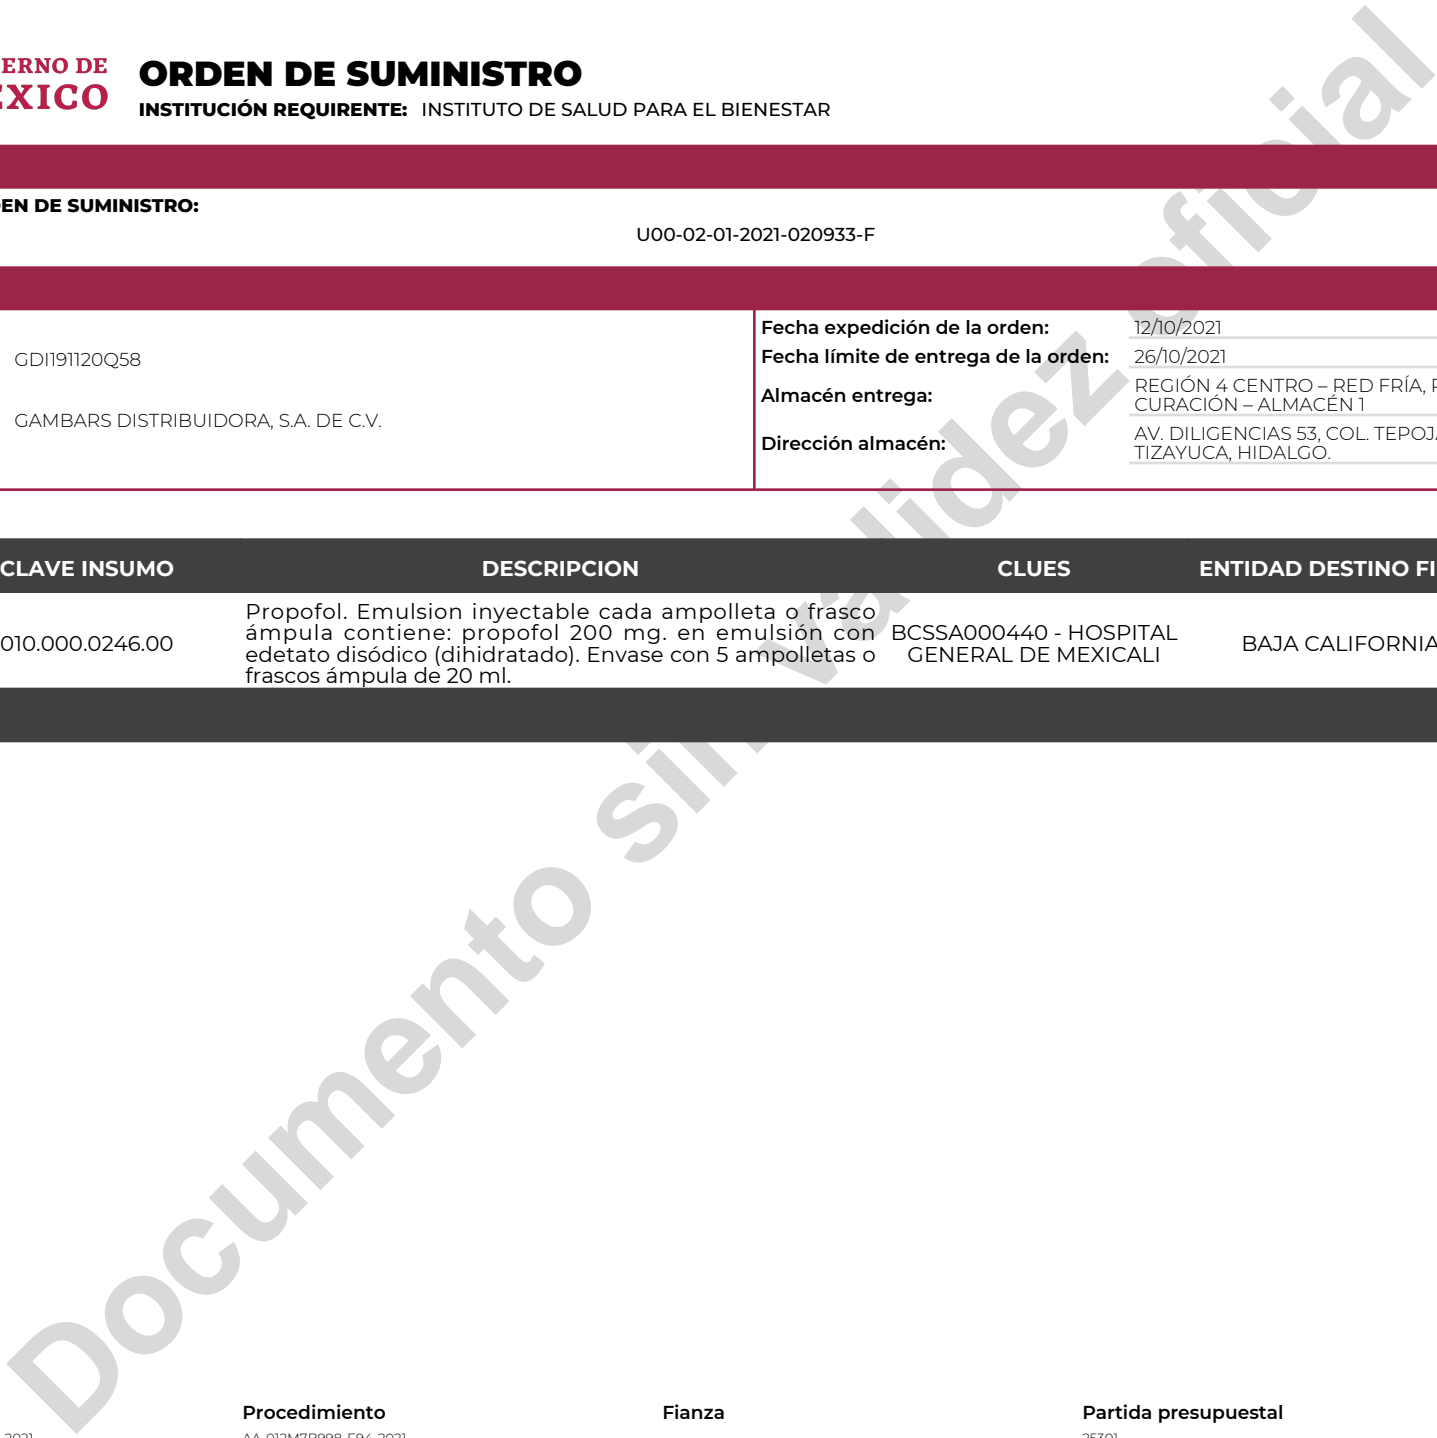 ERNO DE
ORDEN DE SUMINISTRO
EXICO
INSTITUCIÓN REQUIRENTE: INSTITUTO DE SALUD PARA EL BIENESTAR
EN DE SUMINISTRO:
U00-02-01-2021-020933-F
GDI191120Q58
GAMBARS DISTRIBUIDORA, S.A. DE C.V.
Fecha expedición de la orden: 12/10/2021
Fecha límite de entrega de la orden: 26/10/2021
Almacén entrega: REGIÓN 4 CENTRO – RED FRÍA,
CURACIÓN – ALMACÉN 1
Dirección almacén: AV. DILIGENCIAS 53, COL. TEPOJA
TIZAYUCA, HIDALGO.
CLAVE INSUMO DESCRIPCION CLUES ENTIDAD DESTINO FI
010.000.0246.00
Propofol. Emulsion inyectable cada ampolleta o frasco
ámpula contiene: propofol 200 mg. en emulsión con
edetato disódico (dihidratado). Envase con 5 ampolletas o
frascos ámpula de 20 ml.
BCSSA000440 - HOSPITAL
GENERAL DE MEXICALI
BAJA CALIFORNIA
Documento sin validez oficial
Procedimiento Fianza Partida presupuestal